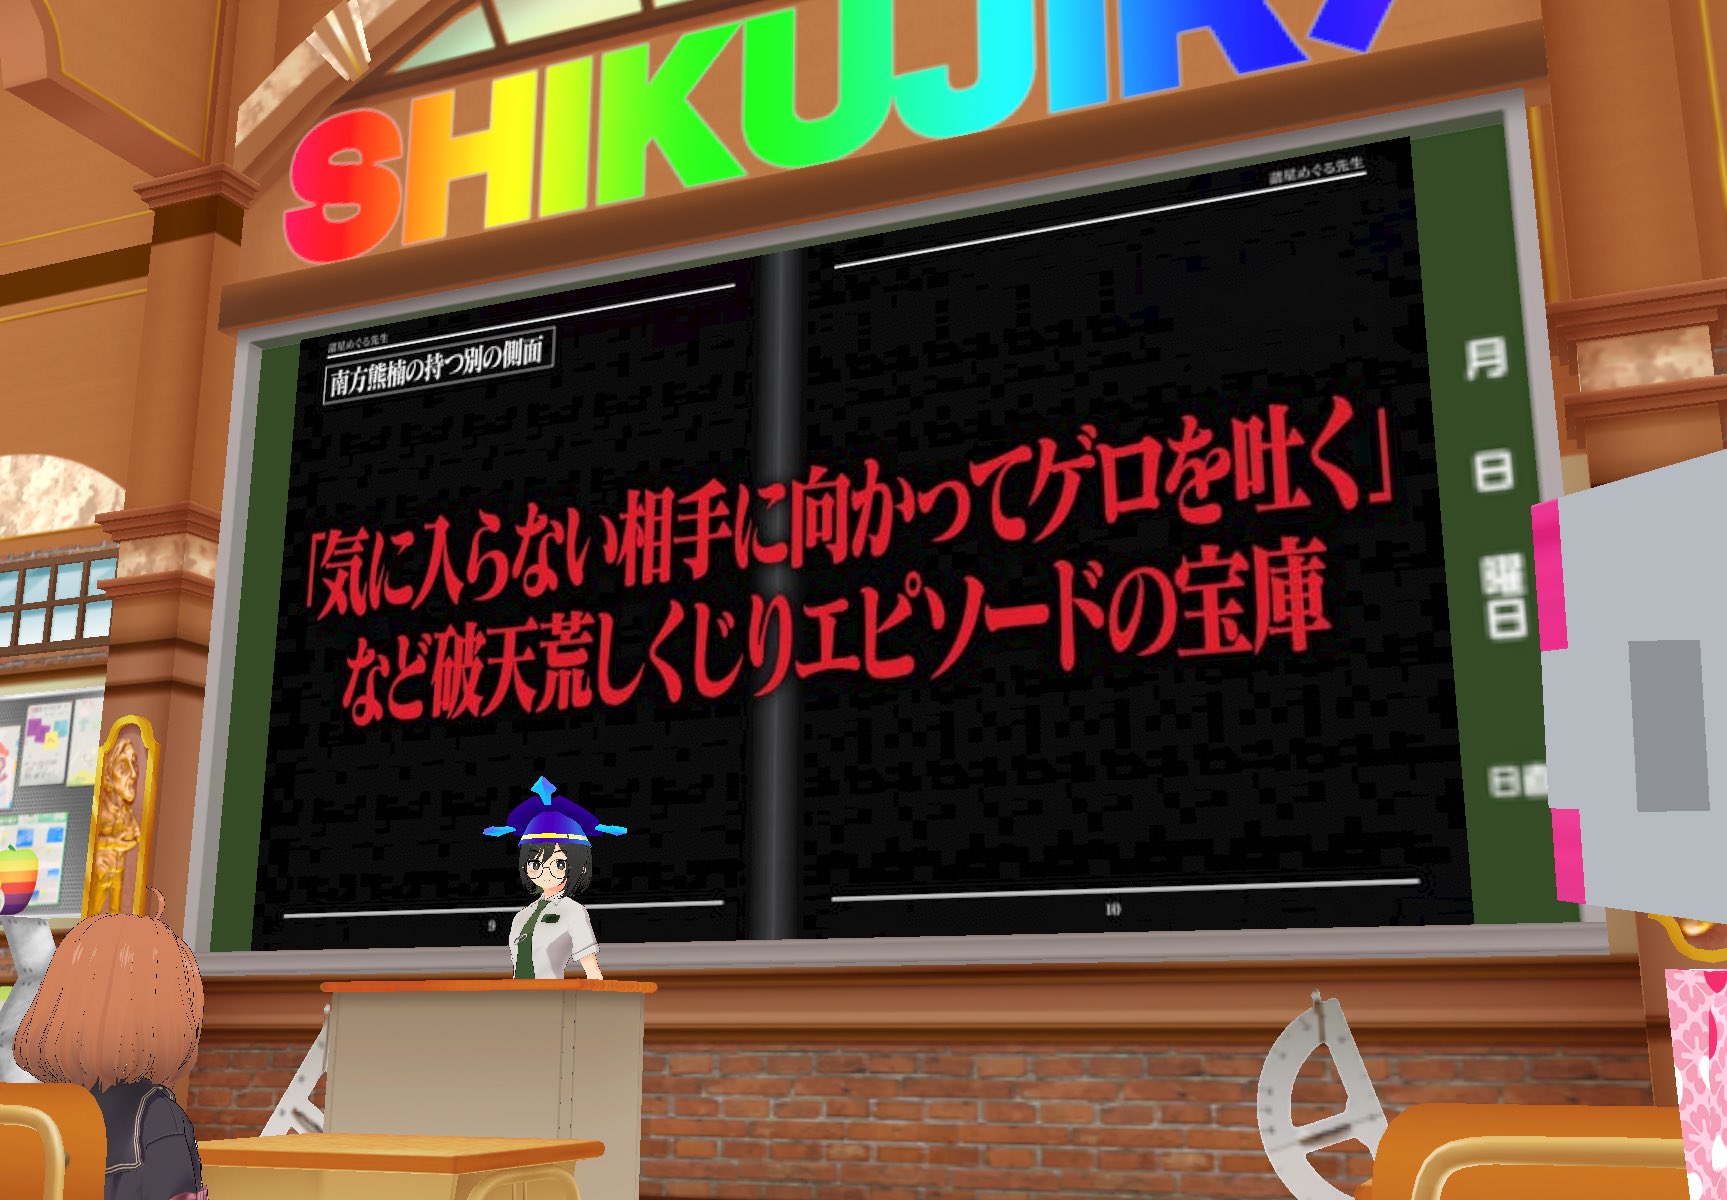 SHIKUJIR
諸星めぐる先生
南方熊楠の持つ別の側面
諸星めぐる先生
「気に入らない相手に向かってゲロを吐く」
など破天荒しくじりエピソードの宝庫
9
10
月
日
曜
日
日直